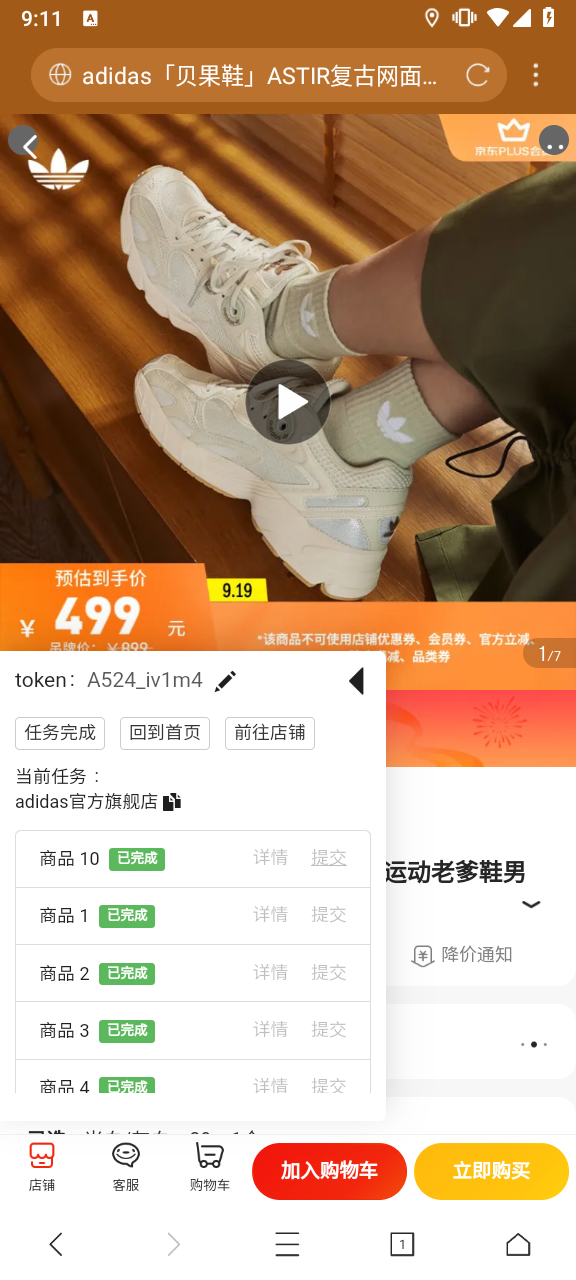 9:11
A
adidas「贝果鞋」ASTIR复古网面...
京东PLUS会
预估到手价
9.19
¥ 499 元
吊牌价: ¥899
*该商品不可使用店铺优惠券、会员券、官方立减、
减、品类券
1/7
token: A524_iv1m4
任务完成 回到首页 前往店铺
当前任务：
adidas官方旗舰店
商品 10 已完成 详情 提交
运动老爹鞋男
商品 1 已完成 详情 提交
降价通知
商品 2 已完成 详情 提交
商品 3 已完成 详情 提交
商品 4 已完成 详情 提交
店铺 客服 购物车 加入购物车 立即购买
1